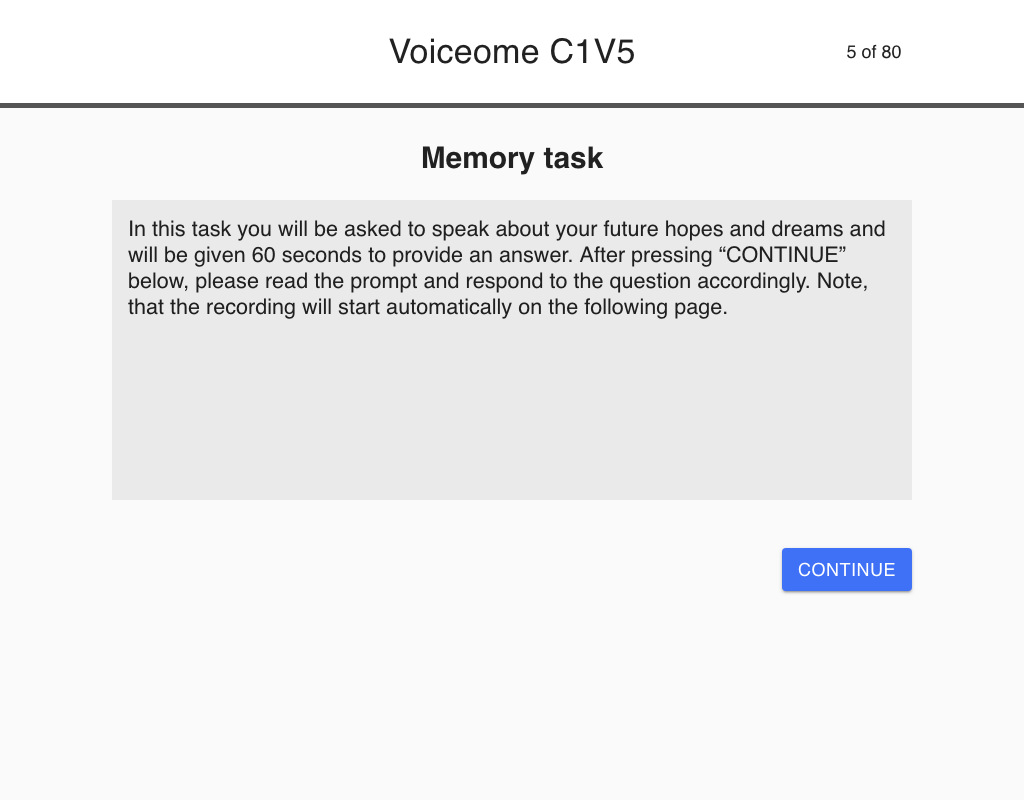 Voiceome C1V5
5 of 80
Memory task
In this task you will be asked to speak about your future hopes and dreams and
will be given 60 seconds to provide an answer. After pressing “CONTINUE”
below, please read the prompt and respond to the question accordingly. Note,
that the recording will start automatically on the following page.
CONTINUE